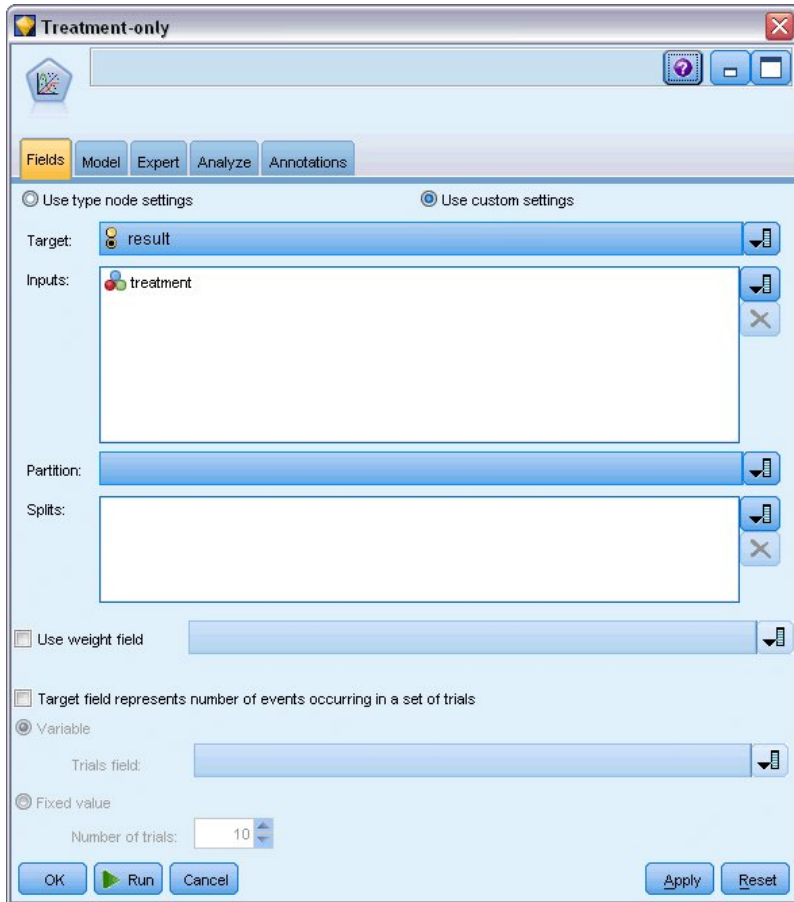 Treatment-only
Fields Model Expert Analyze Annotations
Use type node settings Use custom settings
Target: result
Inputs: treatment
Partition:
Splits:
Use weight field
Target field represents number of events occurring in a set of trials
Variable
Trials field:
Fixed value
Number of trials: 10
OK Run Cancel Apply Reset